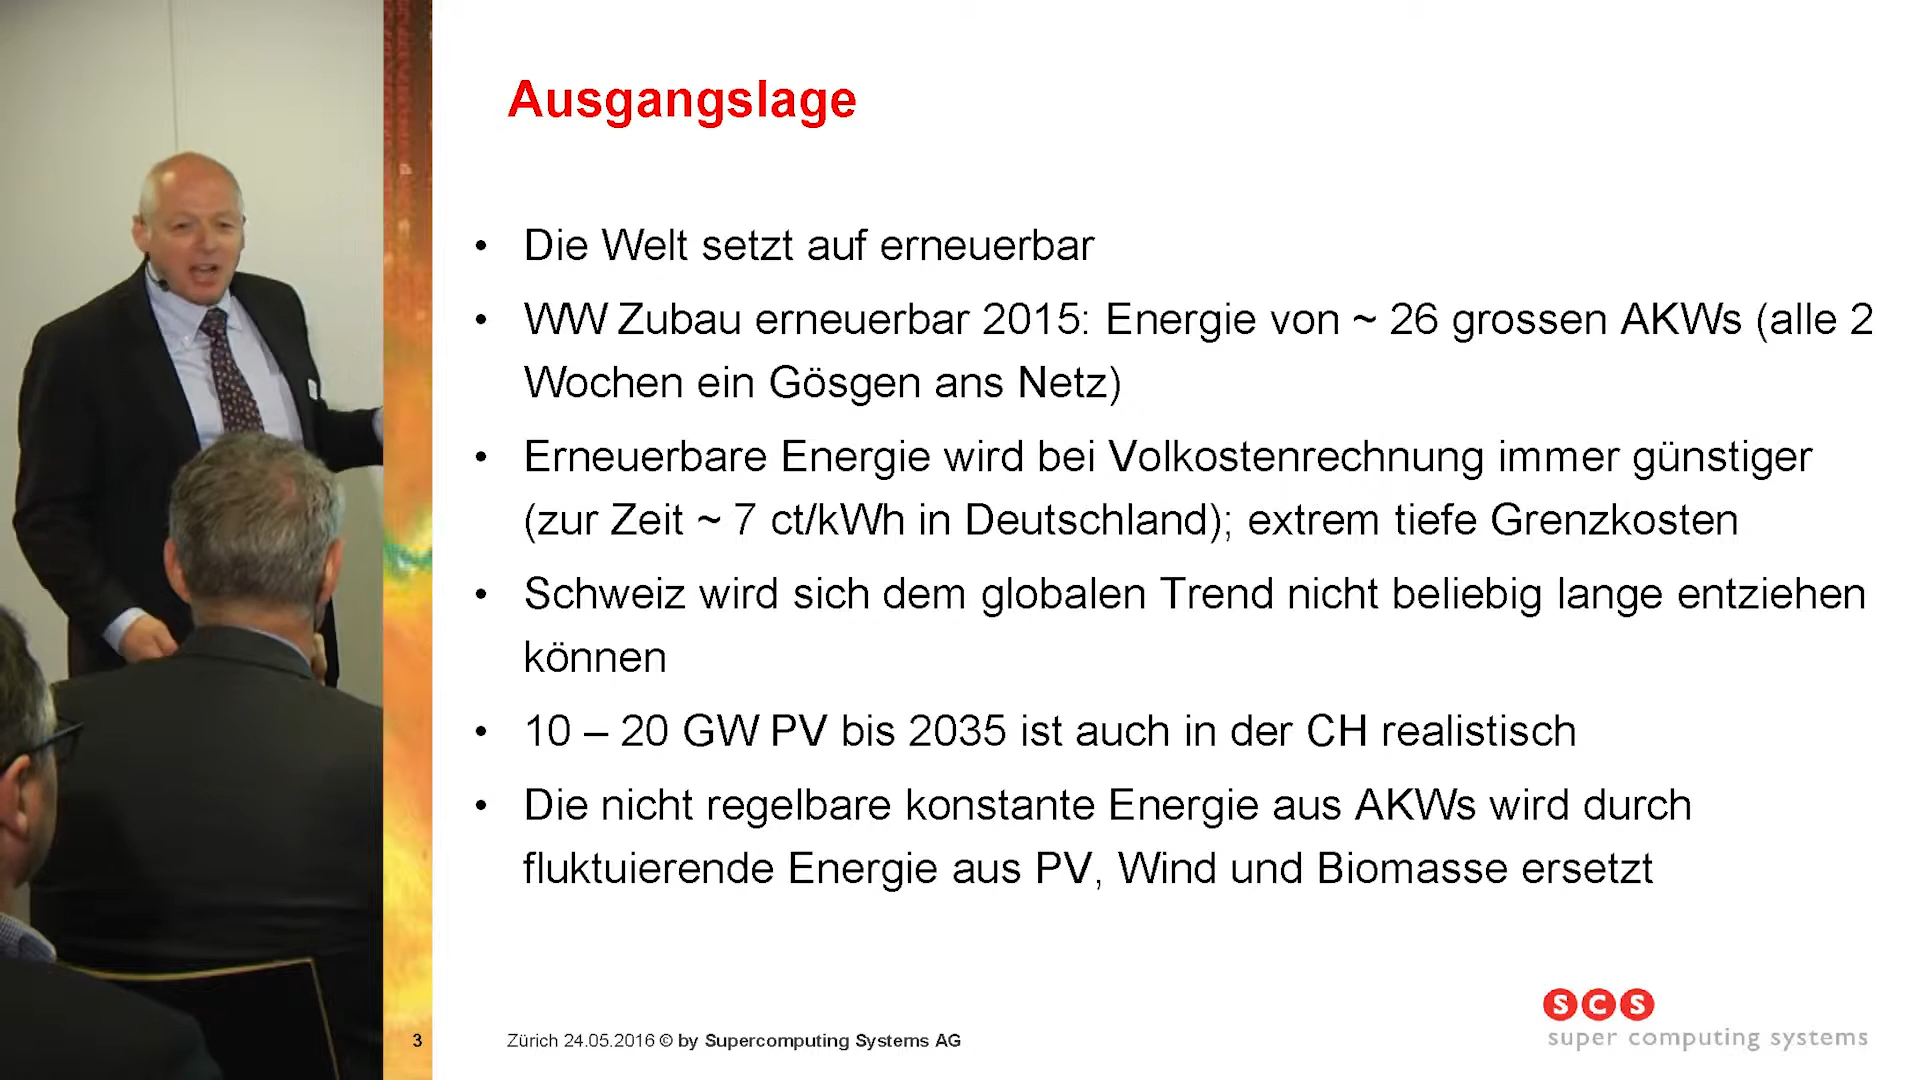 Ausgangslage
• Die Welt setzt auf erneuerbar
• WW Zubau erneuerbar 2015: Energie von ~ 26 grossen AKWs (alle 2
Wochen ein Gösgen ans Netz)
• Erneuerbare Energie wird bei Volkostenrechnung immer günstiger
(zur Zeit ~ 7 ct/kWh in Deutschland); extrem tiefe Grenzkosten
• Schweiz wird sich dem globalen Trend nicht beliebig lange entziehen
können
• 10 – 20 GW PV bis 2035 ist auch in der CH realistisch
• Die nicht regelbare konstante Energie aus AKWs wird durch
fluktuierende Energie aus PV, Wind und Biomasse ersetzt
3 Zürich 24.05.2016 © by Supercomputing Systems AG
SCS
super computing systems